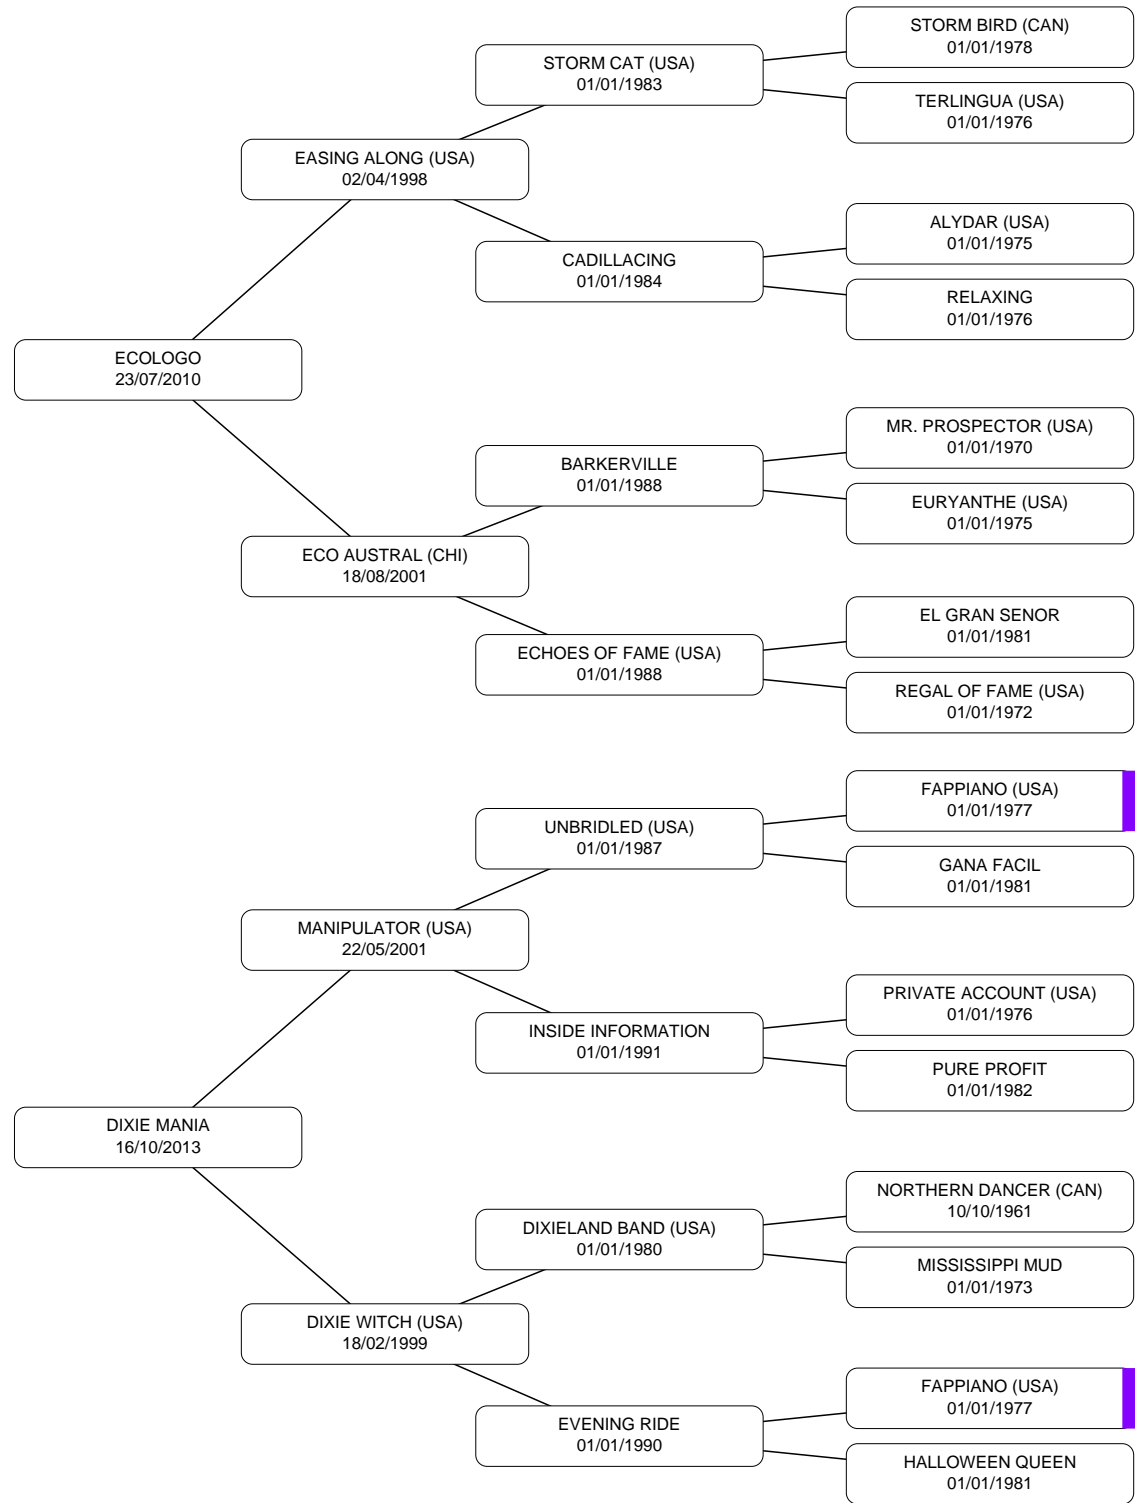 STORM BIRD (CAN)
01/01/1978
STORM CAT (USA)
01/01/1983
TERLINGUA (USA)
01/01/1976
EASING ALONG (USA)
02/04/1998
ALYDAR (USA)
01/01/1975
CADILLACING
01/01/1984
RELAXING
01/01/1976
ECOLOGO
23/07/2010
MR. PROSPECTOR (USA)
01/01/1970
BARKERVILLE
01/01/1988
EURYANTHE (USA)
01/01/1975
ECO AUSTRAL (CHI)
18/08/2001
EL GRAN SENOR
01/01/1981
ECHOES OF FAME (USA)
01/01/1988
REGAL OF FAME (USA)
01/01/1972
FAPPIANO (USA)
01/01/1977
UNBRIDLED (USA)
01/01/1987
GANA FACIL
01/01/1981
MANIPULATOR (USA)
22/05/2001
PRIVATE ACCOUNT (USA)
01/01/1976
INSIDE INFORMATION
01/01/1991
PURE PROFIT
01/01/1982
DIXIE MANIA
16/10/2013
NORTHERN DANCER (CAN)
10/10/1961
DIXIELAND BAND (USA)
01/01/1980
MISSISSIPPI MUD
01/01/1973
DIXIE WITCH (USA)
18/02/1999
FAPPIANO (USA)
01/01/1977
EVENING RIDE
01/01/1990
HALLOWEEN QUEEN
01/01/1981